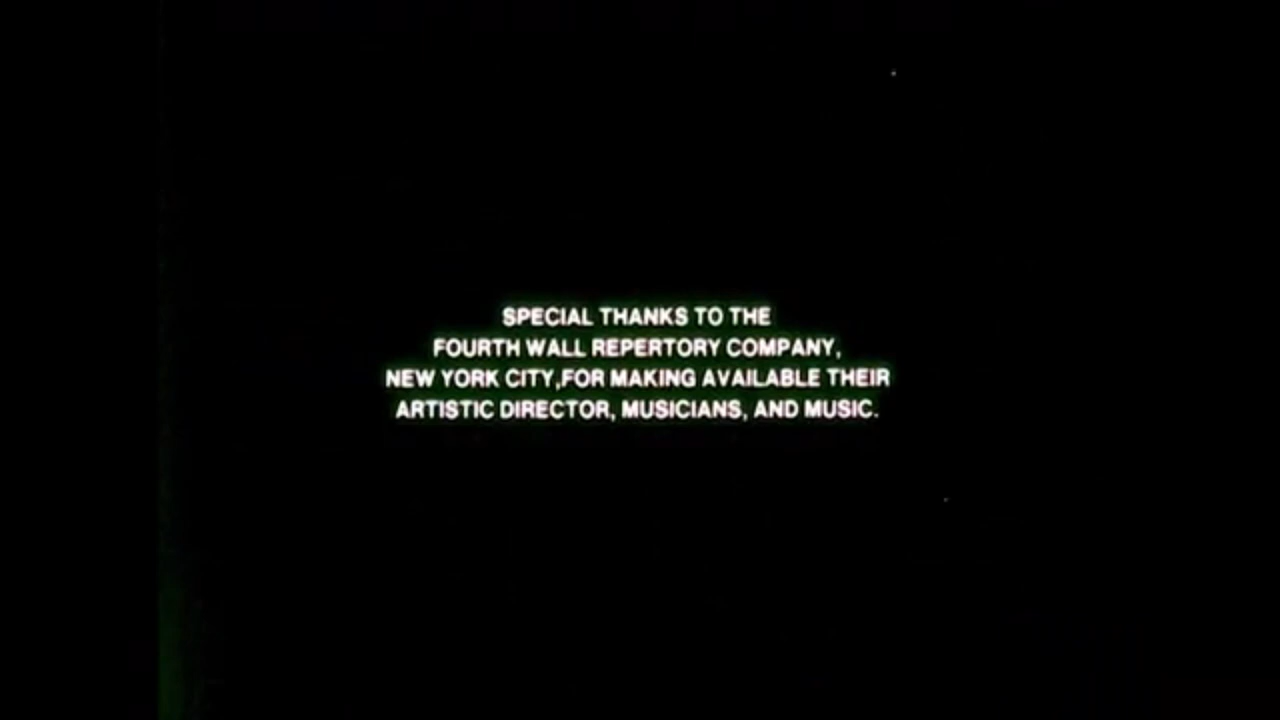 SPECIAL THANKS TO THE
FOURTH WALL REPERTORY COMPANY,
NEW YORK CITY,FOR MAKING AVAILABLE THEIR
ARTISTIC DIRECTOR, MUSICIANS, AND MUSIC.